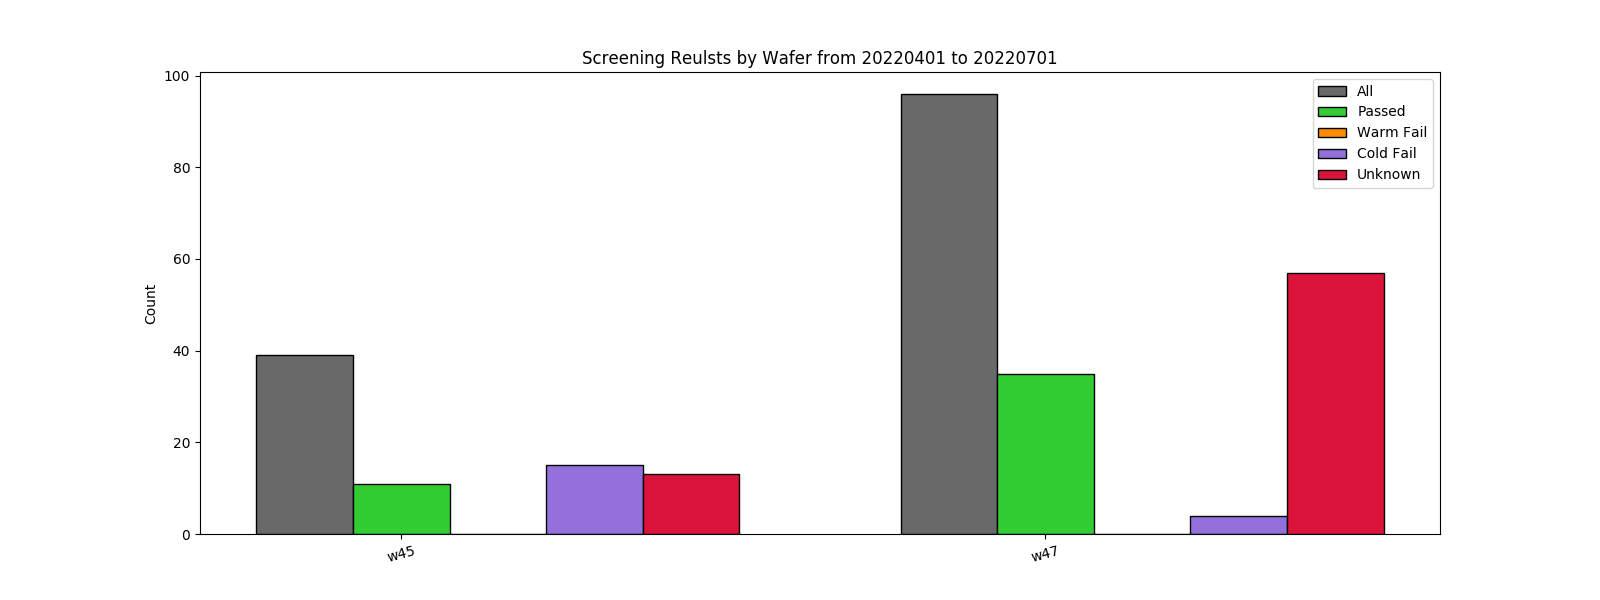 Screening Reulsts by Wafer from 20220401 to 20220701
100
80
60
40
20
0
Count
All
Passed
Warm Fail
Cold Fail
Unknown
w45
w47